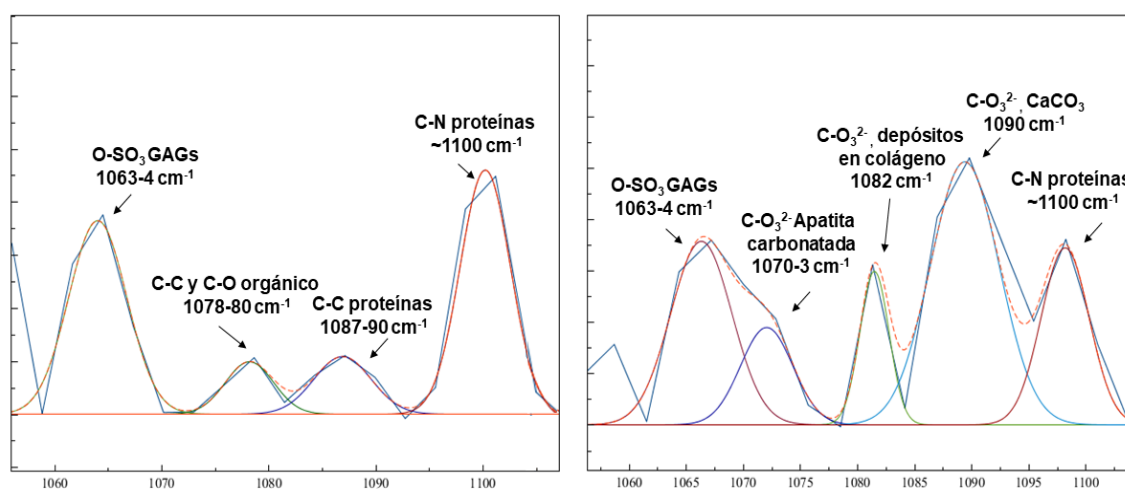 O-SO₃ GAGs
1063-4 cm⁻¹
C-C y C-O orgánico
1078-80 cm⁻¹
C-C proteínas
1087-90 cm⁻¹
C-N proteínas
~1100 cm⁻¹
1060 1070 1080 1090 1100
O-SO₃ GAGs
1063-4 cm⁻¹
C-O₃²⁻ Apatita
carbonatada
1070-3 cm⁻¹
C-O₃²⁻, depósitos
en colágeno
1082 cm⁻¹
C-O₃²⁻, CaCO₃
1090 cm⁻¹
C-N proteínas
~1100 cm⁻¹
1060 1065 1070 1075 1080 1085 1090 1095 1100